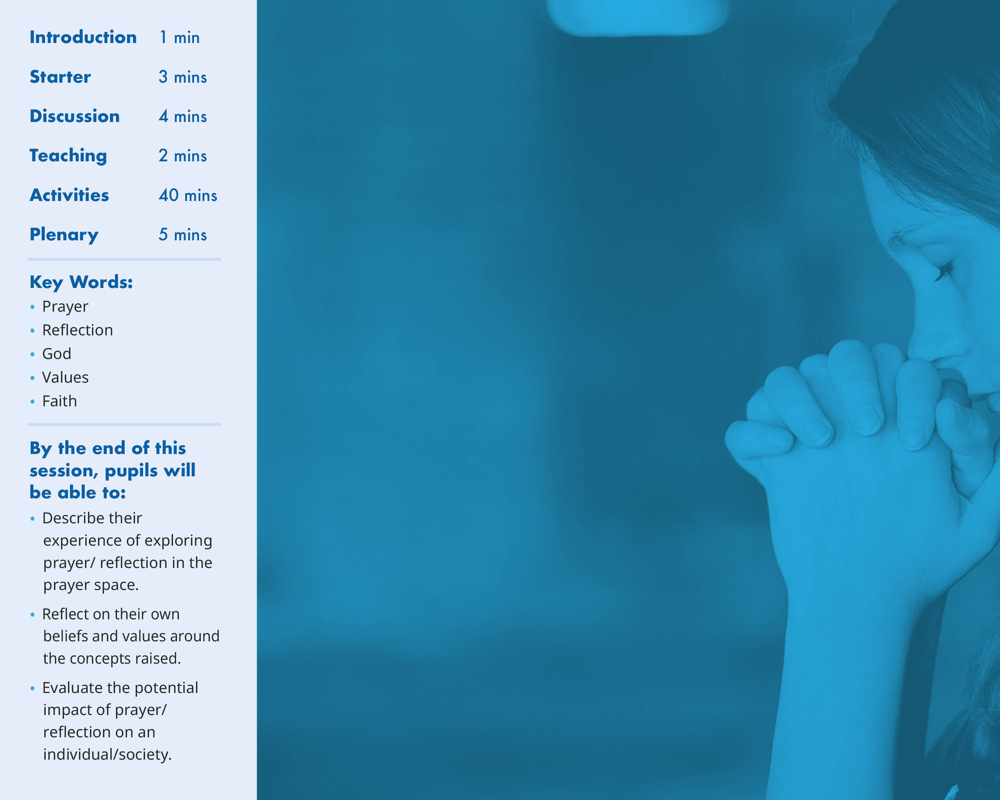 Introduction 1 min
Starter 3 mins
Discussion 4 mins
Teaching 2 mins
Activities 40 mins
Plenary 5 mins
Key Words:
• Prayer
• Reflection
• God
• Values
• Faith
By the end of this
session, pupils will
be able to:
• Describe their
experience of exploring
prayer/ reflection in the
prayer space.
• Reflect on their own
beliefs and values around
the concepts raised.
• Evaluate the potential
impact of prayer/
reflection on an
individual/society.